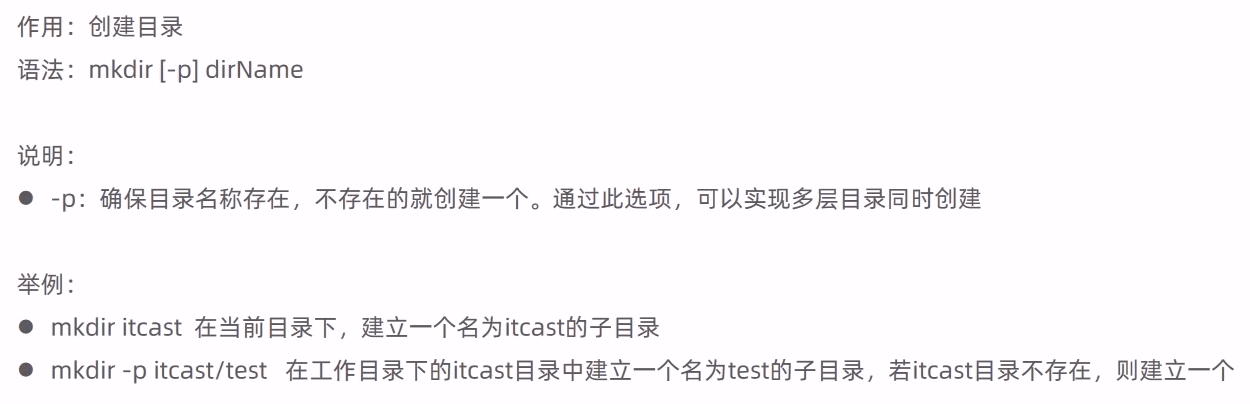 作用：创建目录
语法：mkdir [-p] dirName
说明：
● -p：确保目录名称存在，不存在的就创建一个。通过此选项，可以实现多层目录同时创建
举例：
● mkdir itcast 在当前目录下，建立一个名为itcast的子目录
● mkdir -p itcast/test 在工作目录下的itcast目录中建立一个名为test的子目录，若itcast目录不存在，则建立一个